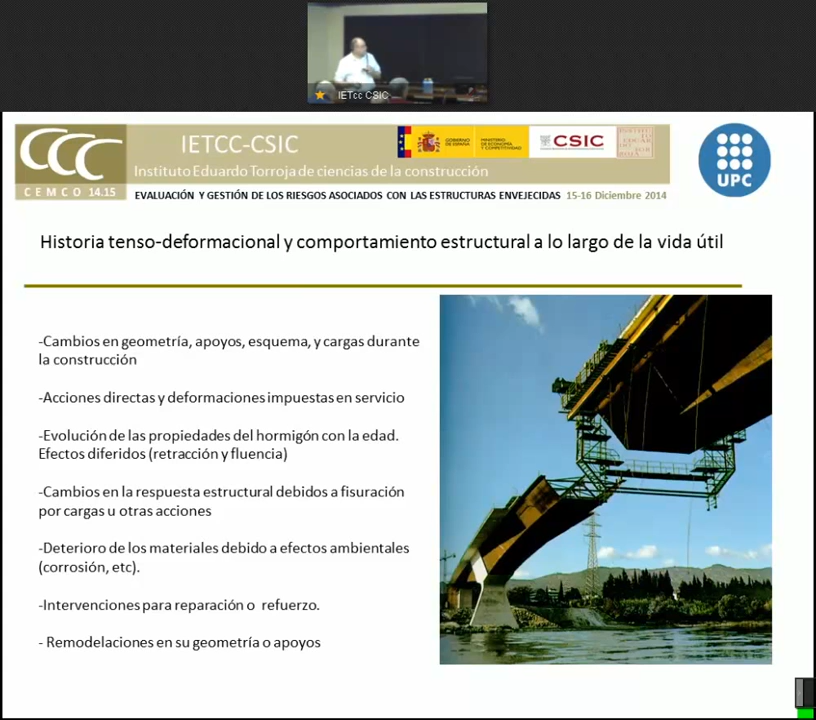 IETcc CSIC
CCC
CEMCO 14.15
IETCC-CSIC
Instituto Eduardo Torroja de ciencias de la construcción
GOBIERNO
DE ESPAÑA
MINISTERIO
DE ECONOMÍA
Y COMPETITIVIDAD
CSIC
UPC
EVALUACIÓN Y GESTIÓN DE LOS RIESGOS ASOCIADOS CON LAS ESTRUCTURAS ENVEJECIDAS 15-16 Diciembre 2014
Historia tenso-deformacional y comportamiento estructural a lo largo de la vida útil
-Cambios en geometría, apoyos, esquema, y cargas durante
la construcción
-Acciones directas y deformaciones impuestas en servicio
-Evolución de las propiedades del hormigón con la edad.
Efectos diferidos (retracción y fluencia)
-Cambios en la respuesta estructural debidos a fisuración
por cargas u otras acciones
-Deterioro de los materiales debido a efectos ambientales
(corrosión, etc).
-Intervenciones para reparación o refuerzo.
- Remodelaciones en su geometría o apoyos